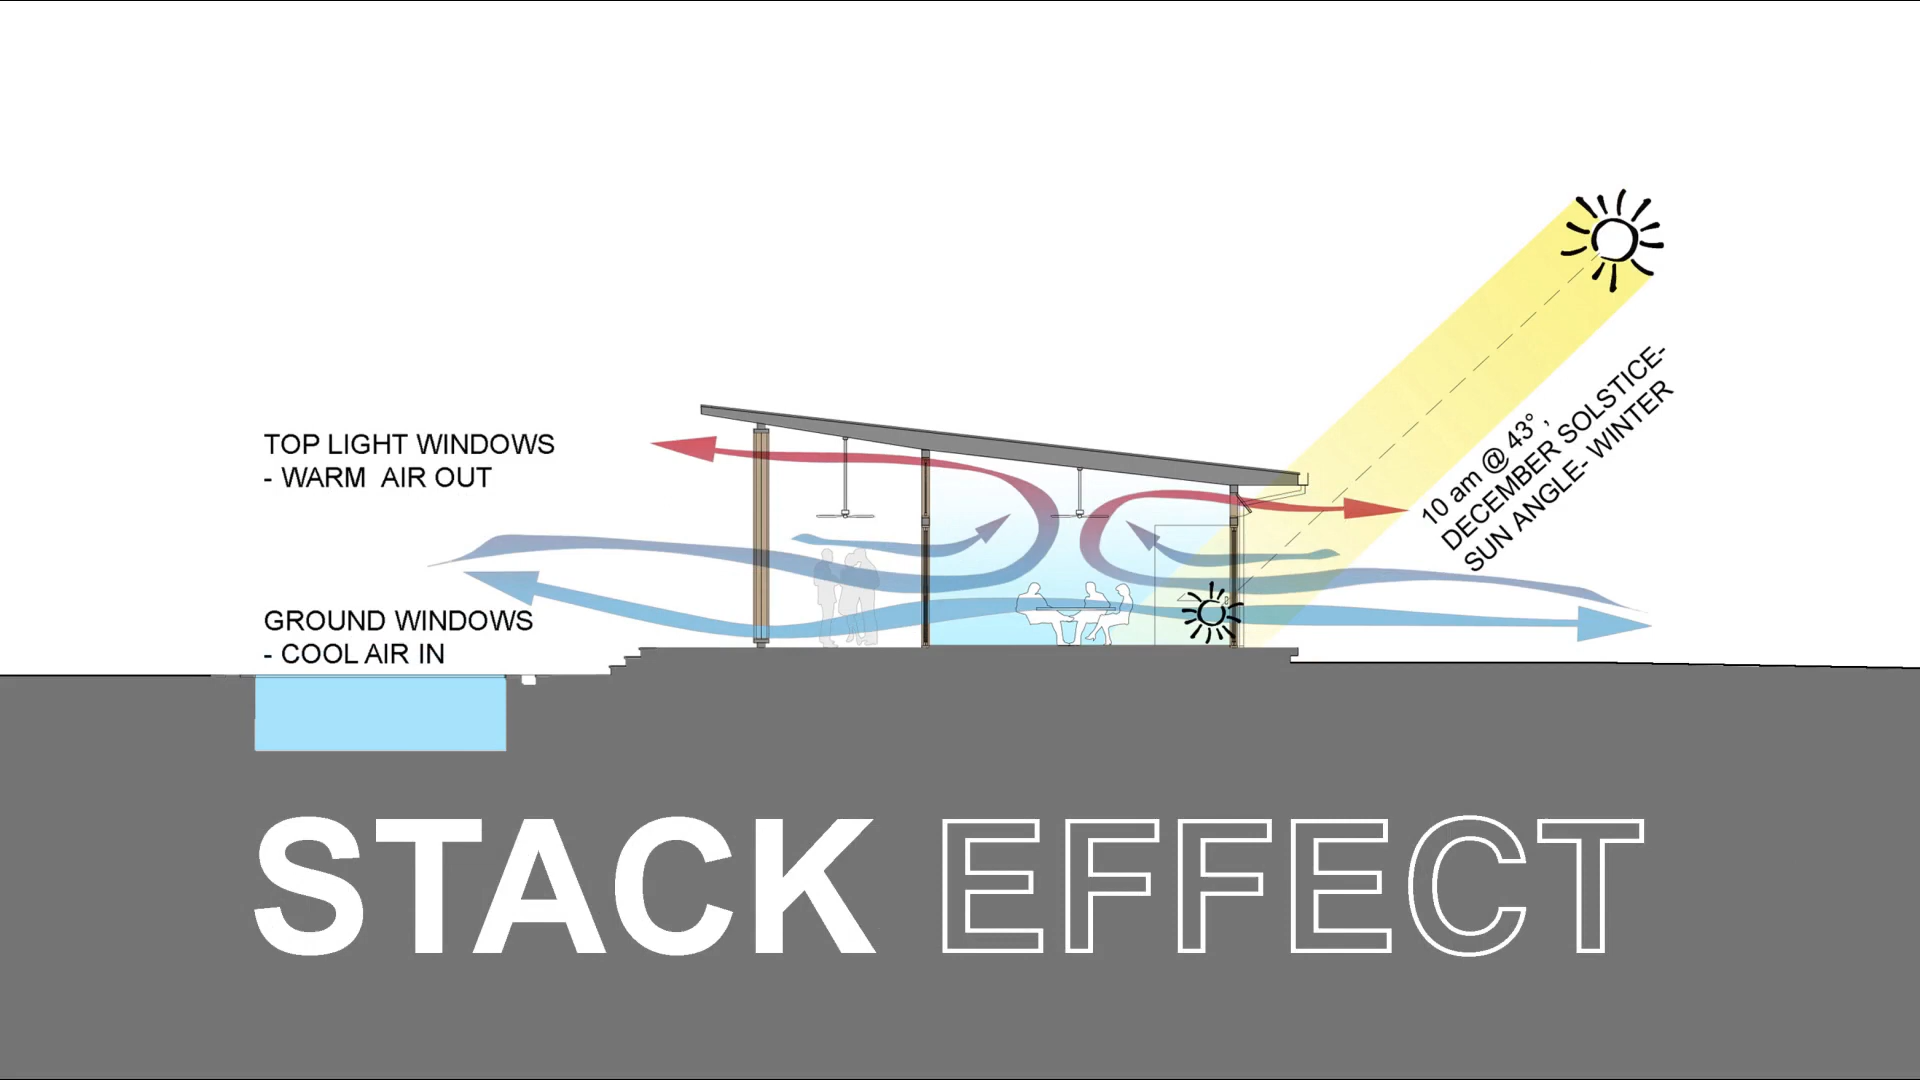 TOP LIGHT WINDOWS
- WARM AIR OUT
GROUND WINDOWS
- COOL AIR IN
10 am @ 43°,
DECEMBER SOLSTICE-
SUN ANGLE- WINTER
STACK EFFECT